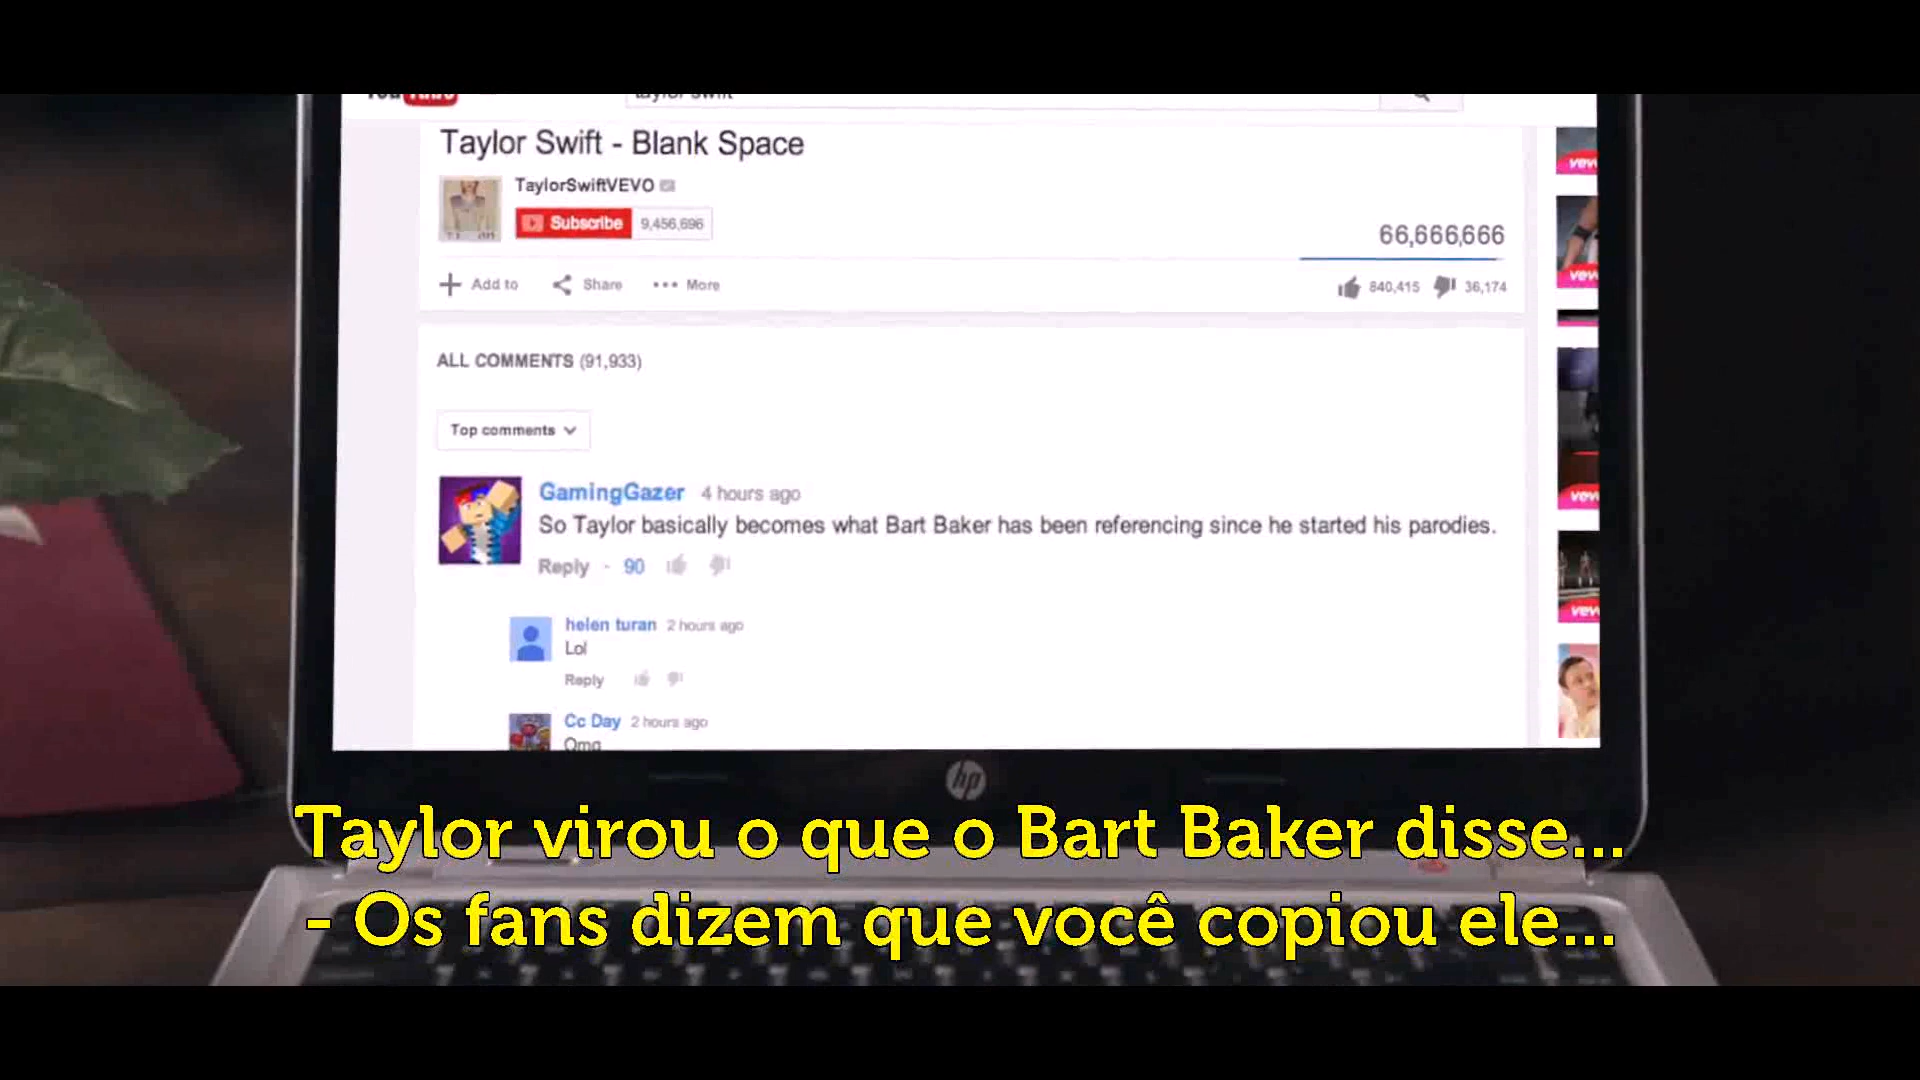 taylor swift
Taylor Swift - Blank Space
TaylorSwiftVEVO
Subscribe 9,456,696
66,666,666
Add to Share More
840,415 36,174
ALL COMMENTS (91,933)
Top comments
GamingGazer 4 hours ago
So Taylor basically becomes what Bart Baker has been referencing since he started his parodies.
Reply · 90
helen turan 2 hours ago
Lol
Reply
Cc Day 2 hours ago
Omg
hp
Taylor virou o que o Bart Baker disse...
- Os fans dizem que você copiou ele...